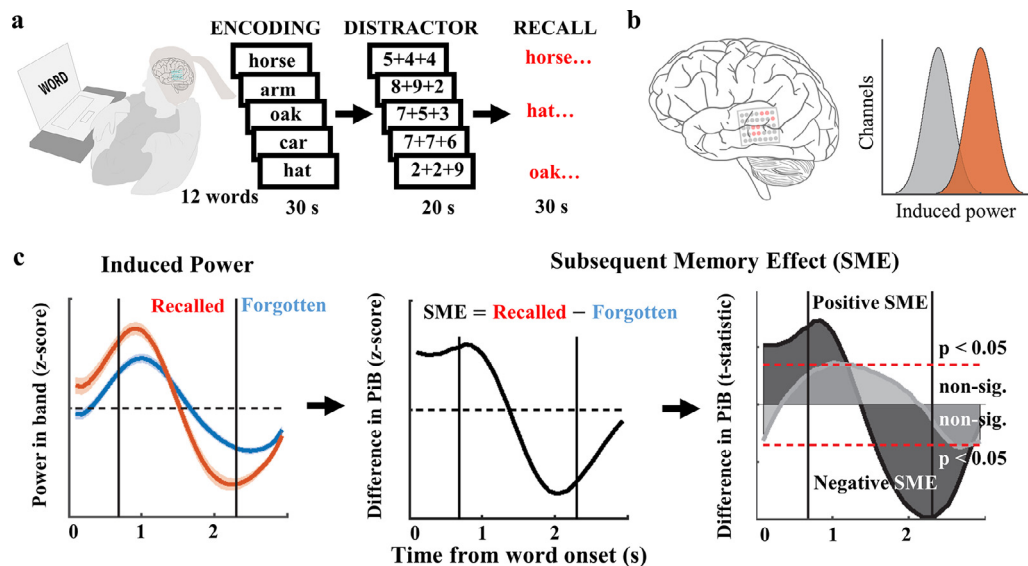 a
ENCODING
DISTRACTOR
RECALL
WORD
horse
arm
oak
car
hat
5+4+4
8+9+2
7+5+3
7+7+6
2+2+9
horse…
hat…
oak…
12 words
30 s
20 s
30 s
b
Channels
Induced power
c
Induced Power
Subsequent Memory Effect (SME)
Power in band (z-score)
Recalled
Forgotten
0
1
2
Difference in PiB (z-score)
SME = Recalled − Forgotten
0
1
2
Time from word onset (s)
Difference in PiB (t-statistic)
Positive SME
p < 0.05
non-sig.
non-sig.
p < 0.05
Negative SME
0
1
2